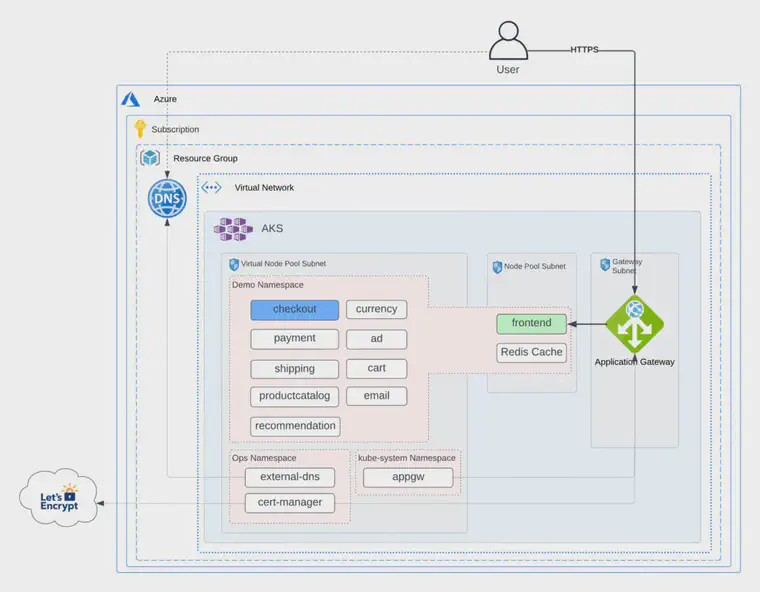 HTTPS
User
Azure
Subscription
Resource Group
DNS
Virtual Network
AKS
Virtual Node Pool Subnet
Node Pool Subnet
Gateway
Subnet
Demo Namespace
checkout
currency
payment
ad
shipping
cart
productcatalog
email
recommendation
frontend
Redis Cache
Application Gateway
Ops Namespace
external-dns
cert-manager
kube-system Namespace
appgw
Let's
Encrypt